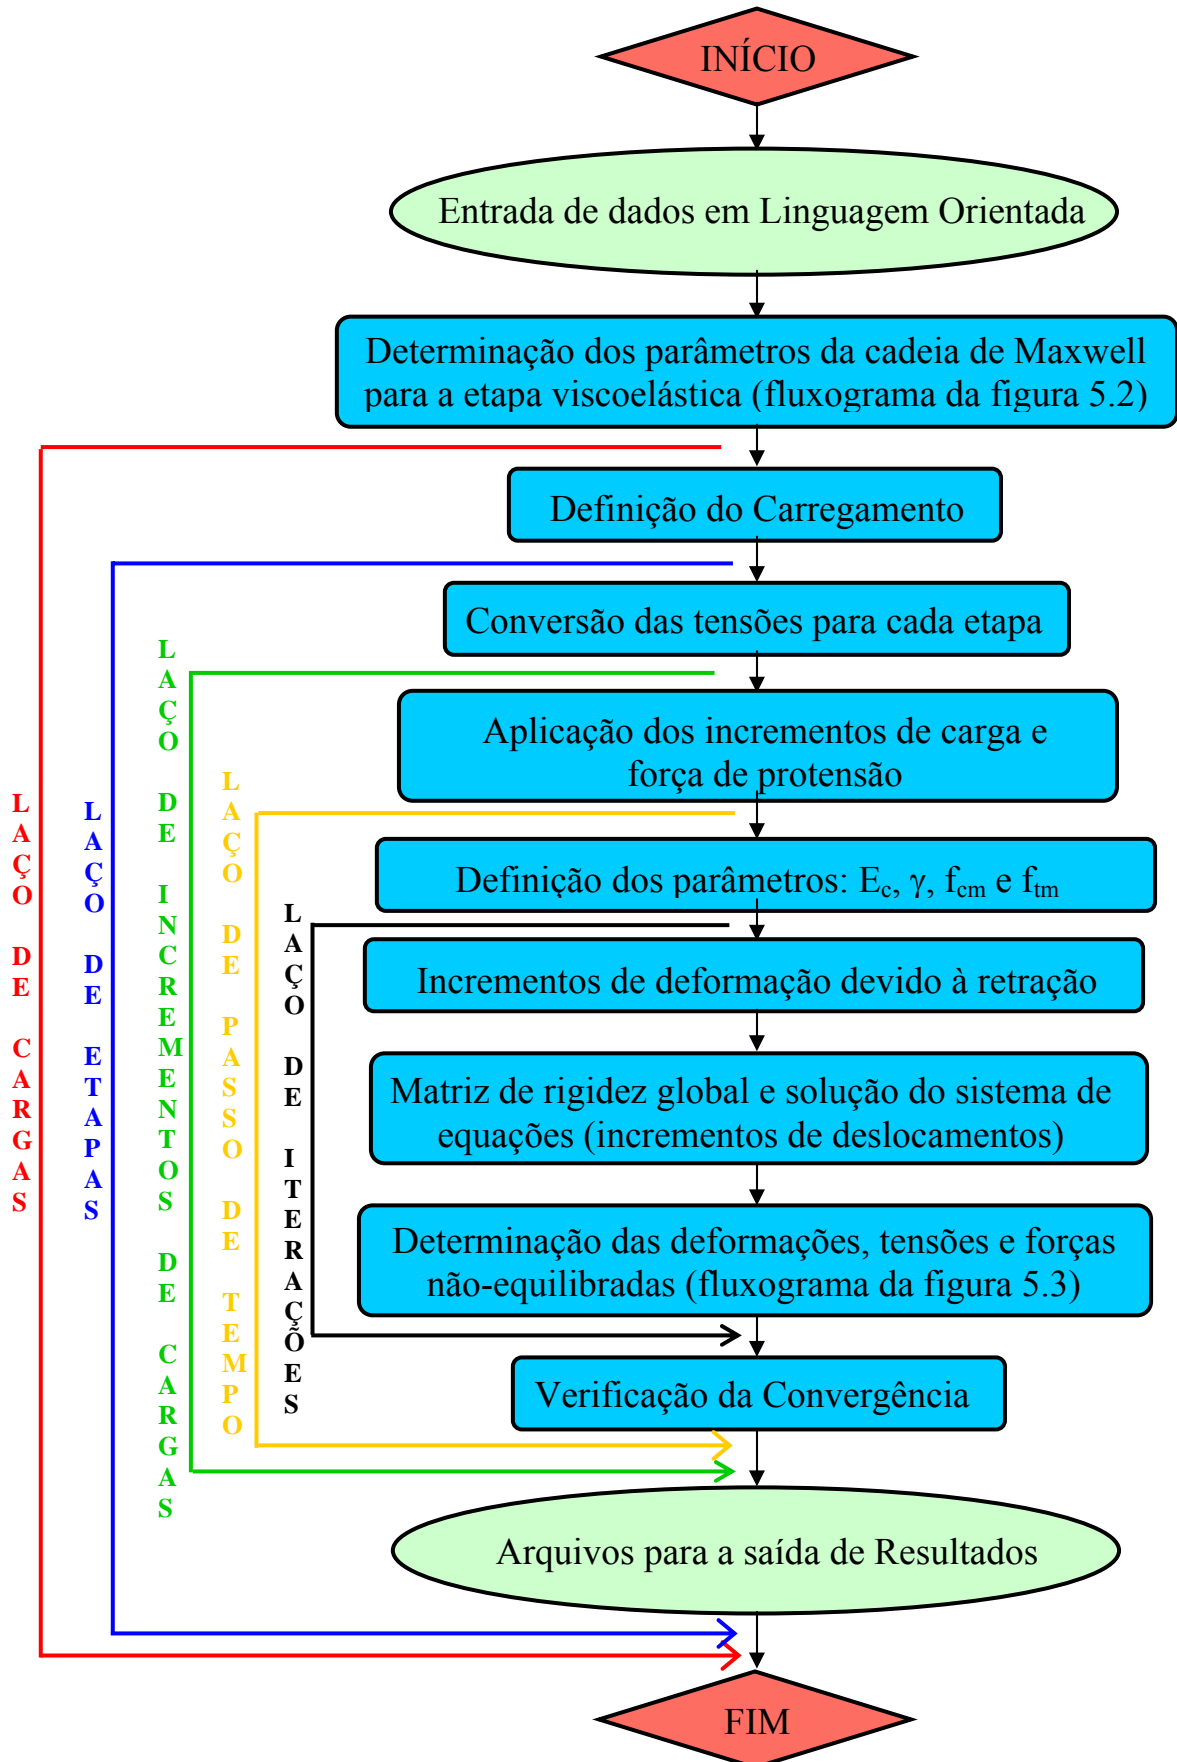 INÍCIO
Entrada de dados em Linguagem Orientada
Determinação dos parâmetros da cadeia de Maxwell
para a etapa viscoelástica (fluxograma da figura 5.2)
Definição do Carregamento
Conversão das tensões para cada etapa
Aplicação dos incrementos de carga e
força de protensão
Definição dos parâmetros: E_c, γ, f_cm e f_tm
Incrementos de deformação devido à retração
Matriz de rigidez global e solução do sistema de
equações (incrementos de deslocamentos)
Determinação das deformações, tensões e forças
não-equilibradas (fluxograma da figura 5.3)
Verificação da Convergência
Arquivos para a saída de Resultados
FIM
LAÇO DE CARGAS
LAÇO DE ETAPAS
LAÇO DE INCREMENTOS DE CARGAS
LAÇO DE PASSO DE TEMPO
LAÇO DE ITERAÇÕES